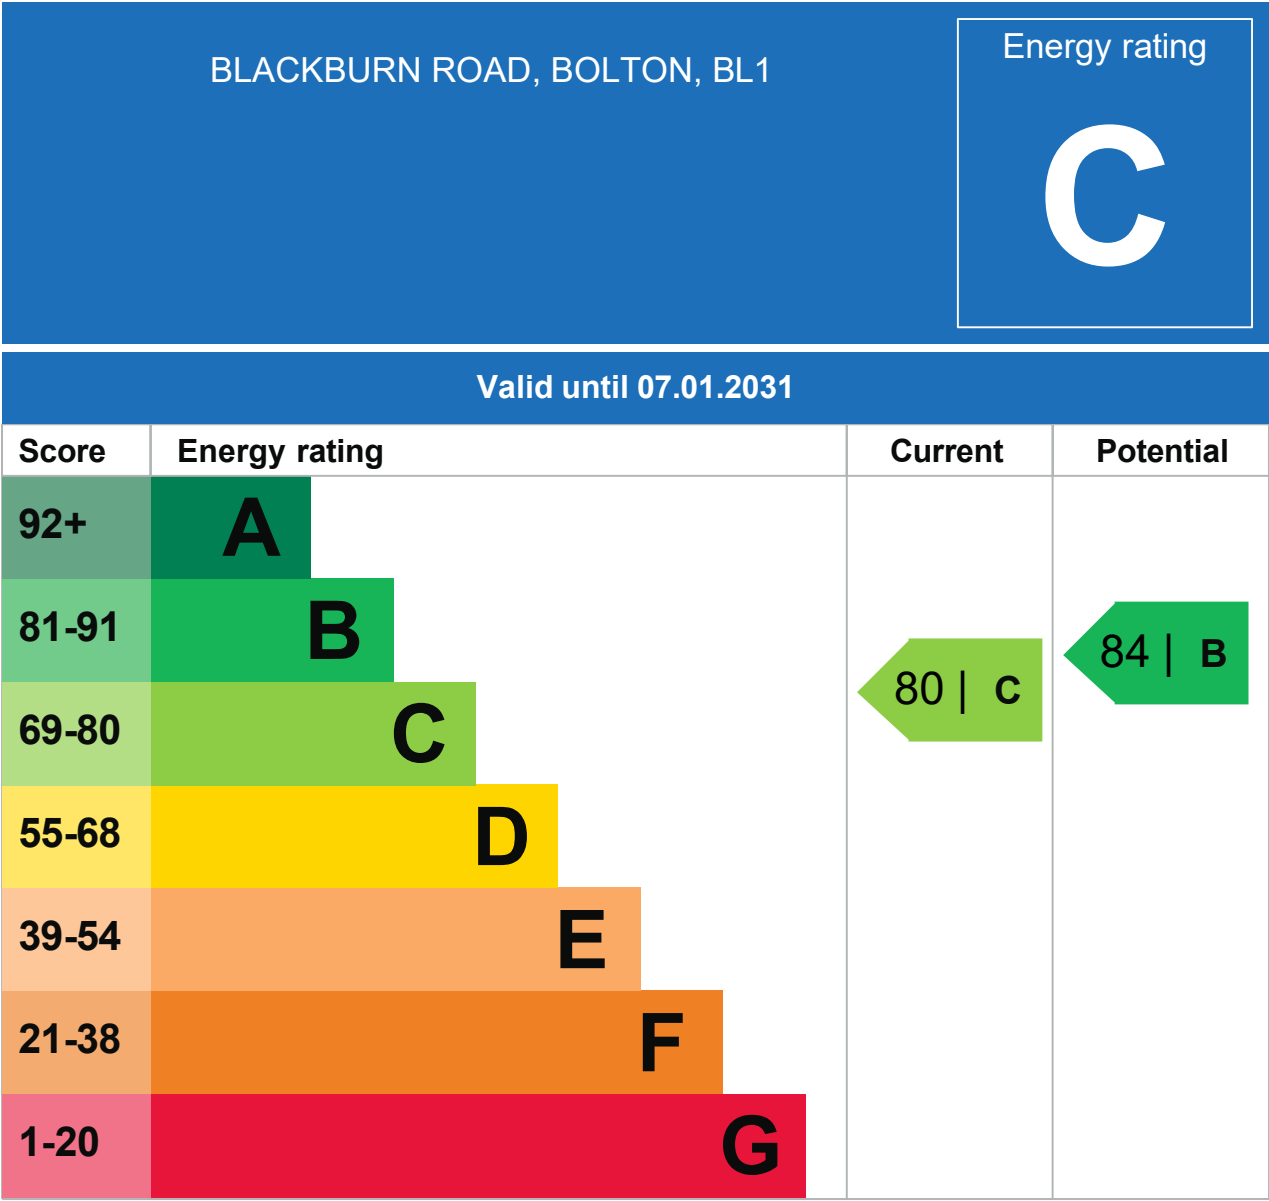 BLACKBURN ROAD, BOLTON, BL1
Energy rating
C
Valid until 07.01.2031
Score Energy rating Current Potential
92+ A
81-91 B
84 | B
80 | C
69-80 C
55-68 D
39-54 E
21-38 F
1-20 G